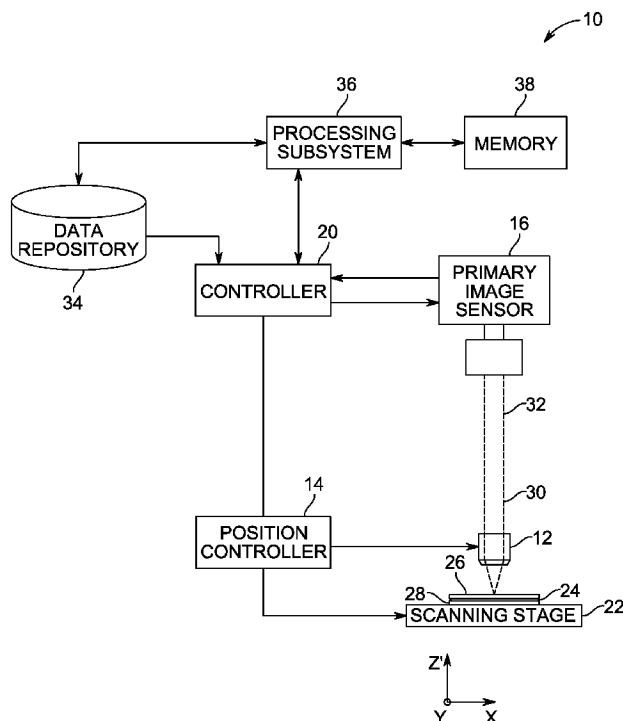 10
36
38
PROCESSING
SUBSYSTEM
MEMORY
DATA
REPOSITORY
34
20
CONTROLLER
16
PRIMARY
IMAGE
SENSOR
32
30
14
POSITION
CONTROLLER
12
26
28
24
SCANNING STAGE
22
Z'
Y
X